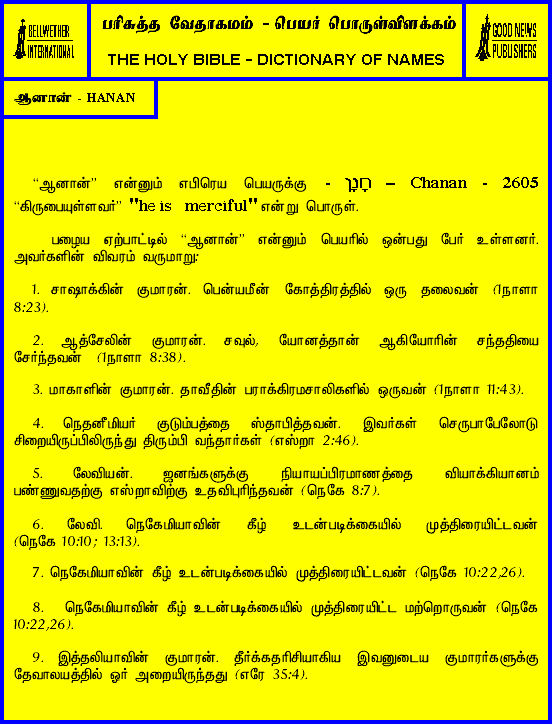 BELLWETHER
INTERNATIONAL
பரிசுத்த வேதாகமம் - பெயர் பொருள்விளக்கம்
THE HOLY BIBLE - DICTIONARY OF NAMES
GOOD NEWS
PUBLISHERS
ஆனான் - HANAN
“ஆனான்” என்னும் எபிரெய பெயருக்கு - חָנָן – Chanan - 2605
“கிருபையுள்ளவர்” "he is merciful" என்று பொருள்.
பழைய ஏற்பாட்டில் “ஆனான்” என்னும் பெயரில் ஒன்பது பேர் உள்ளனர்.
அவர்களின் விவரம் வருமாறு:
1. சாஷாக்கின் குமாரன். பென்யமீன் கோத்திரத்தில் ஒரு தலைவன் (1நாளா
8:23).
2. ஆத்சேலின் குமாரன். சவுல், யோனத்தான் ஆகியோரின் சந்ததியை
சேர்ந்தவன் (1நாளா 8:38).
3. மாகாளின் குமாரன். தாவீதின் பராக்கிரமசாலிகளில் ஒருவன் (1நாளா 11:43).
4. நெதனீமியர் குடும்பத்தை ஸ்தாபித்தவன். இவர்கள் செருபாபேலோடு
சிறையிருப்பிலிருந்து திரும்பி வந்தார்கள் (எஸ்றா 2:46).
5. லேவியன். ஜனங்களுக்கு நியாயப்பிரமாணத்தை வியாக்கியானம்
பண்ணுவதற்கு எஸ்றாவிற்கு உதவிபுரிந்தவன் (நெகே 8:7).
6. லேவி. நெகேமியாவின் கீழ் உடன்படிக்கையில் முத்திரையிட்டவன்
(நெகே 10:10; 13:13).
7. நெகேமியாவின் கீழ் உடன்படிக்கையில் முத்திரையிட்டவன் (நெகே 10:22,26).
8. நெகேமியாவின் கீழ் உடன்படிக்கையில் முத்திரையிட்ட மற்றொருவன் (நெகே
10:22,26).
9. இத்தலியாவின் குமாரன். தீர்க்கதரிசியாகிய இவனுடைய குமாரர்களுக்கு
தேவாலயத்தில் ஓர் அறையிருந்தது (எரே 35:4).